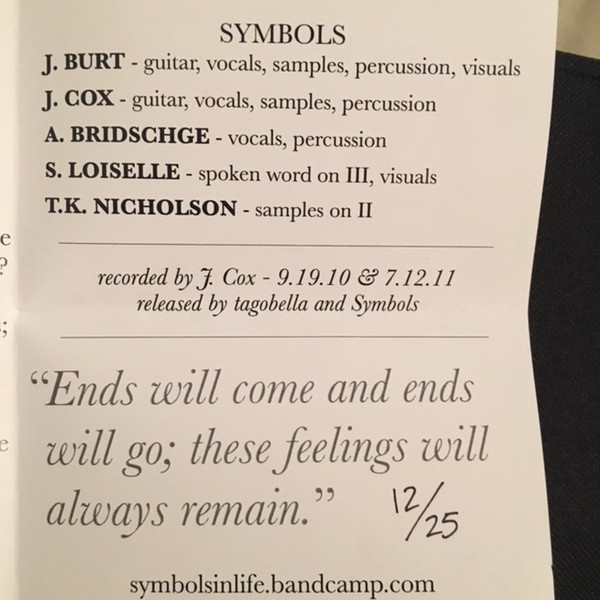 SYMBOLS
J. BURT - guitar, vocals, samples, percussion, visuals
J. COX - guitar, vocals, samples, percussion
A. BRIDSCHGE - vocals, percussion
S. LOISELLE - spoken word on III, visuals
T.K. NICHOLSON - samples on II
recorded by J. Cox - 9.19.10 & 7.12.11
released by tagobella and Symbols
“Ends will come and ends
will go; these feelings will
always remain.” 12/25
symbolsinlife.bandcamp.com